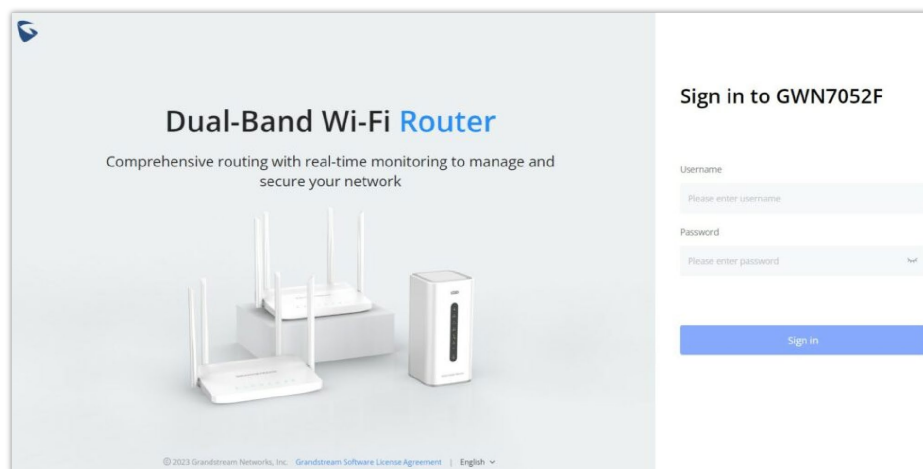 Dual-Band Wi-Fi Router
Comprehensive routing with real-time monitoring to manage and
secure your network
© 2023 Grandstream Networks, Inc. Grandstream Software License Agreement | English
Sign in to GWN7052F
Username
Please enter username
Password
Please enter password
Sign in